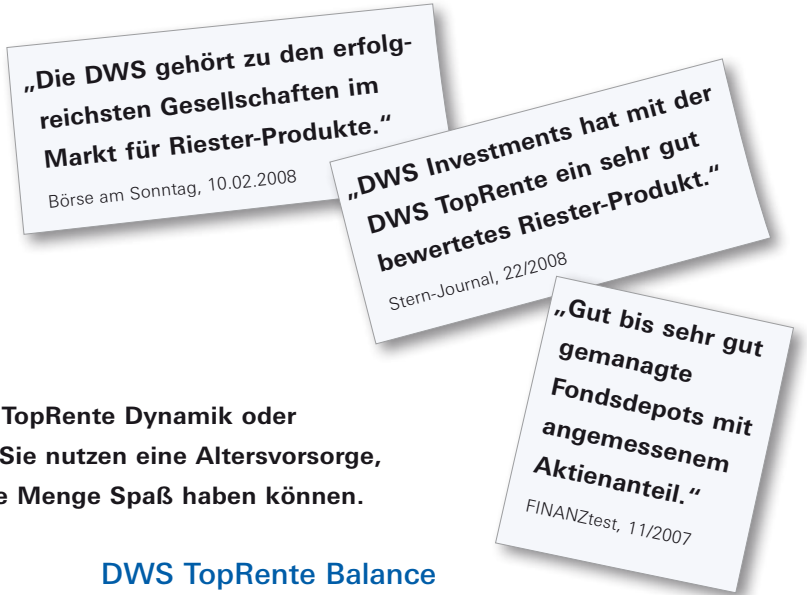 „Die DWS gehört zu den erfolg-
reichsten Gesellschaften im
Markt für Riester-Produkte.“
Börse am Sonntag, 10.02.2008
„DWS Investments hat mit der
DWS TopRente ein sehr gut
bewertetes Riester-Produkt.“
Stern-Journal, 22/2008
„Gut bis sehr gut
gemanagte
Fondsdepots mit
angemessenem
Aktienanteil.“
FINANZtest, 11/2007
TopRente Dynamik oder
Sie nutzen eine Altersvorsorge,
e Menge Spaß haben können.
DWS TopRente Balance